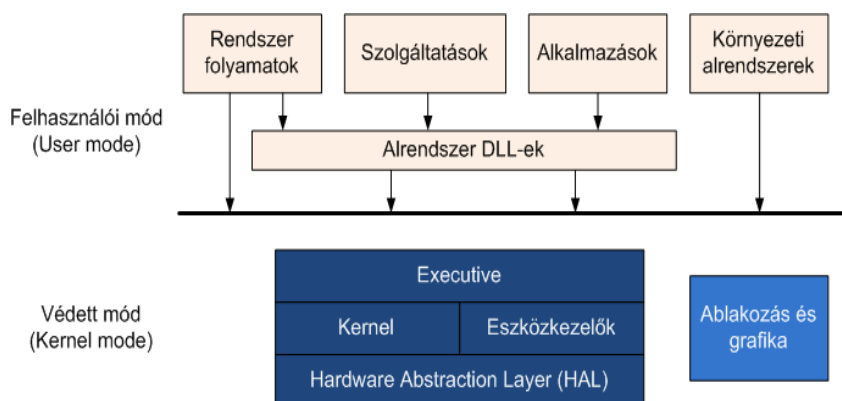 Rendszer
folyamatok
Szolgáltatások
Alkalmazások
Környezeti
alrendszerek
Felhasználói mód
(User mode)
Alrendszer DLL-ek
Executive
Védett mód
(Kernel mode)
Kernel
Eszközkezelők
Ablakozás és
grafika
Hardware Abstraction Layer (HAL)